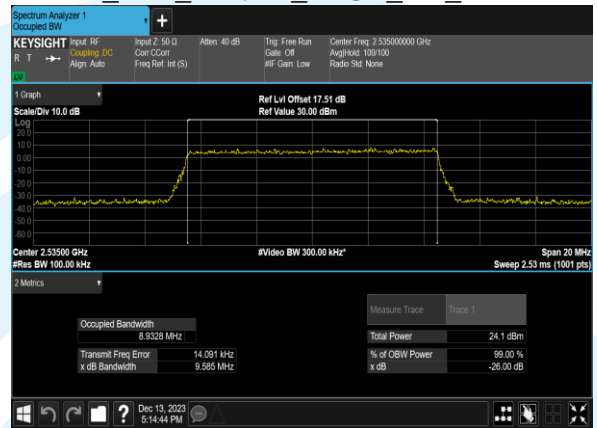 Spectrum Analyzer 1
Occupied BW
KEYSIGHT
R T
LXI
Input: RF
Coupling: DC
Align: Auto
Input Z: 50 Ω
Corr CCorr
Freq Ref: Int (S)
Atten: 40 dB
Trig: Free Run
Gate: Off
#IF Gain: Low
Center Freq: 2.535000000 GHz
Avg|Hold: 100/100
Radio Std: None
1 Graph
Scale/Div 10.0 dB
Ref Lvl Offset 17.51 dB
Ref Value 30.00 dBm
Log
20.0
10.0
0.00
-10.0
-20.0
-30.0
-40.0
-50.0
-60.0
Center 2.53500 GHz
#Res BW 100.00 kHz
#Video BW 300.00 kHz*
Span 20 MHz
Sweep 2.53 ms (1001 pts)
2 Metrics
Measure Trace Trace 1
Occupied Bandwidth
8.9328 MHz
Total Power 24.1 dBm
Transmit Freq Error 14.091 kHz
% of OBW Power 99.00 %
x dB Bandwidth 9.585 MHz
x dB -26.00 dB
?
Dec 13, 2023
5:14:44 PM